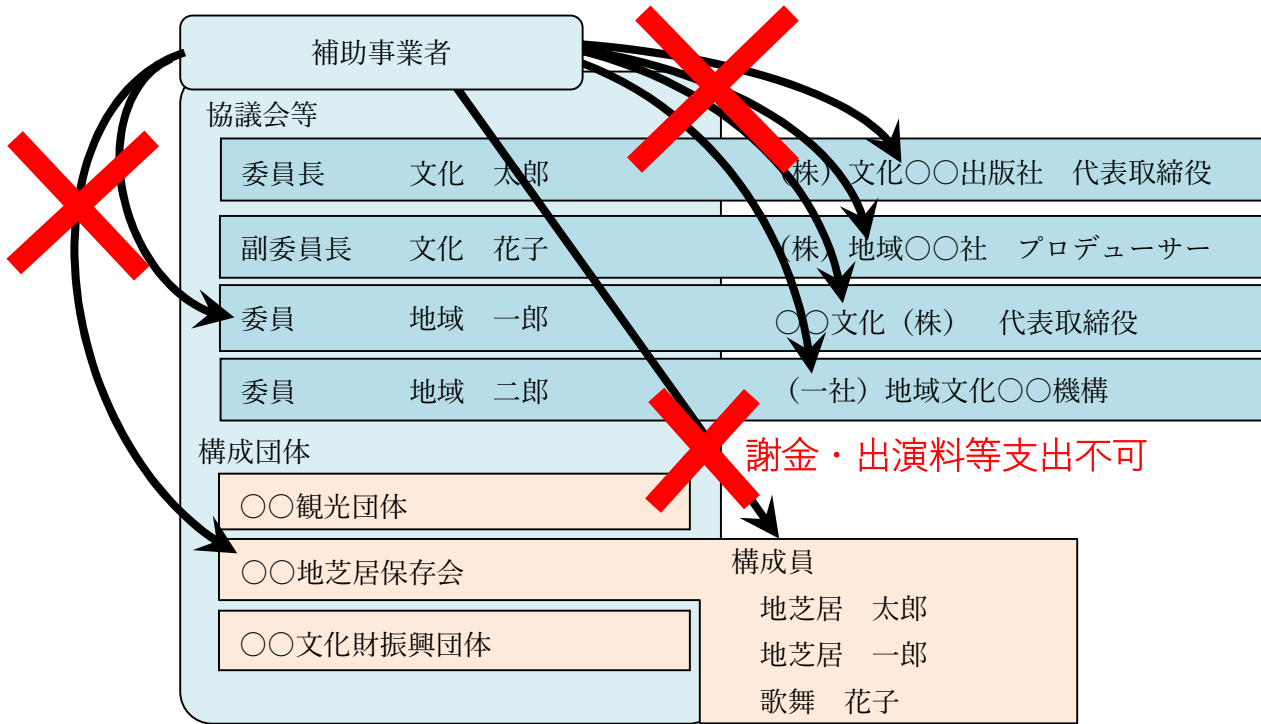 補助事業者
協議会等
委員長　文化　太郎　（株）文化○○出版社　代表取締役
副委員長　文化　花子　（株）地域○○社　プロデューサー
委員　地域　一郎　○○文化（株）　代表取締役
委員　地域　二郎　（一社）地域文化○○機構
構成団体
謝金・出演料等支出不可
○○観光団体
○○地芝居保存会
○○文化財振興団体
構成員
地芝居　太郎
地芝居　一郎
歌舞　花子